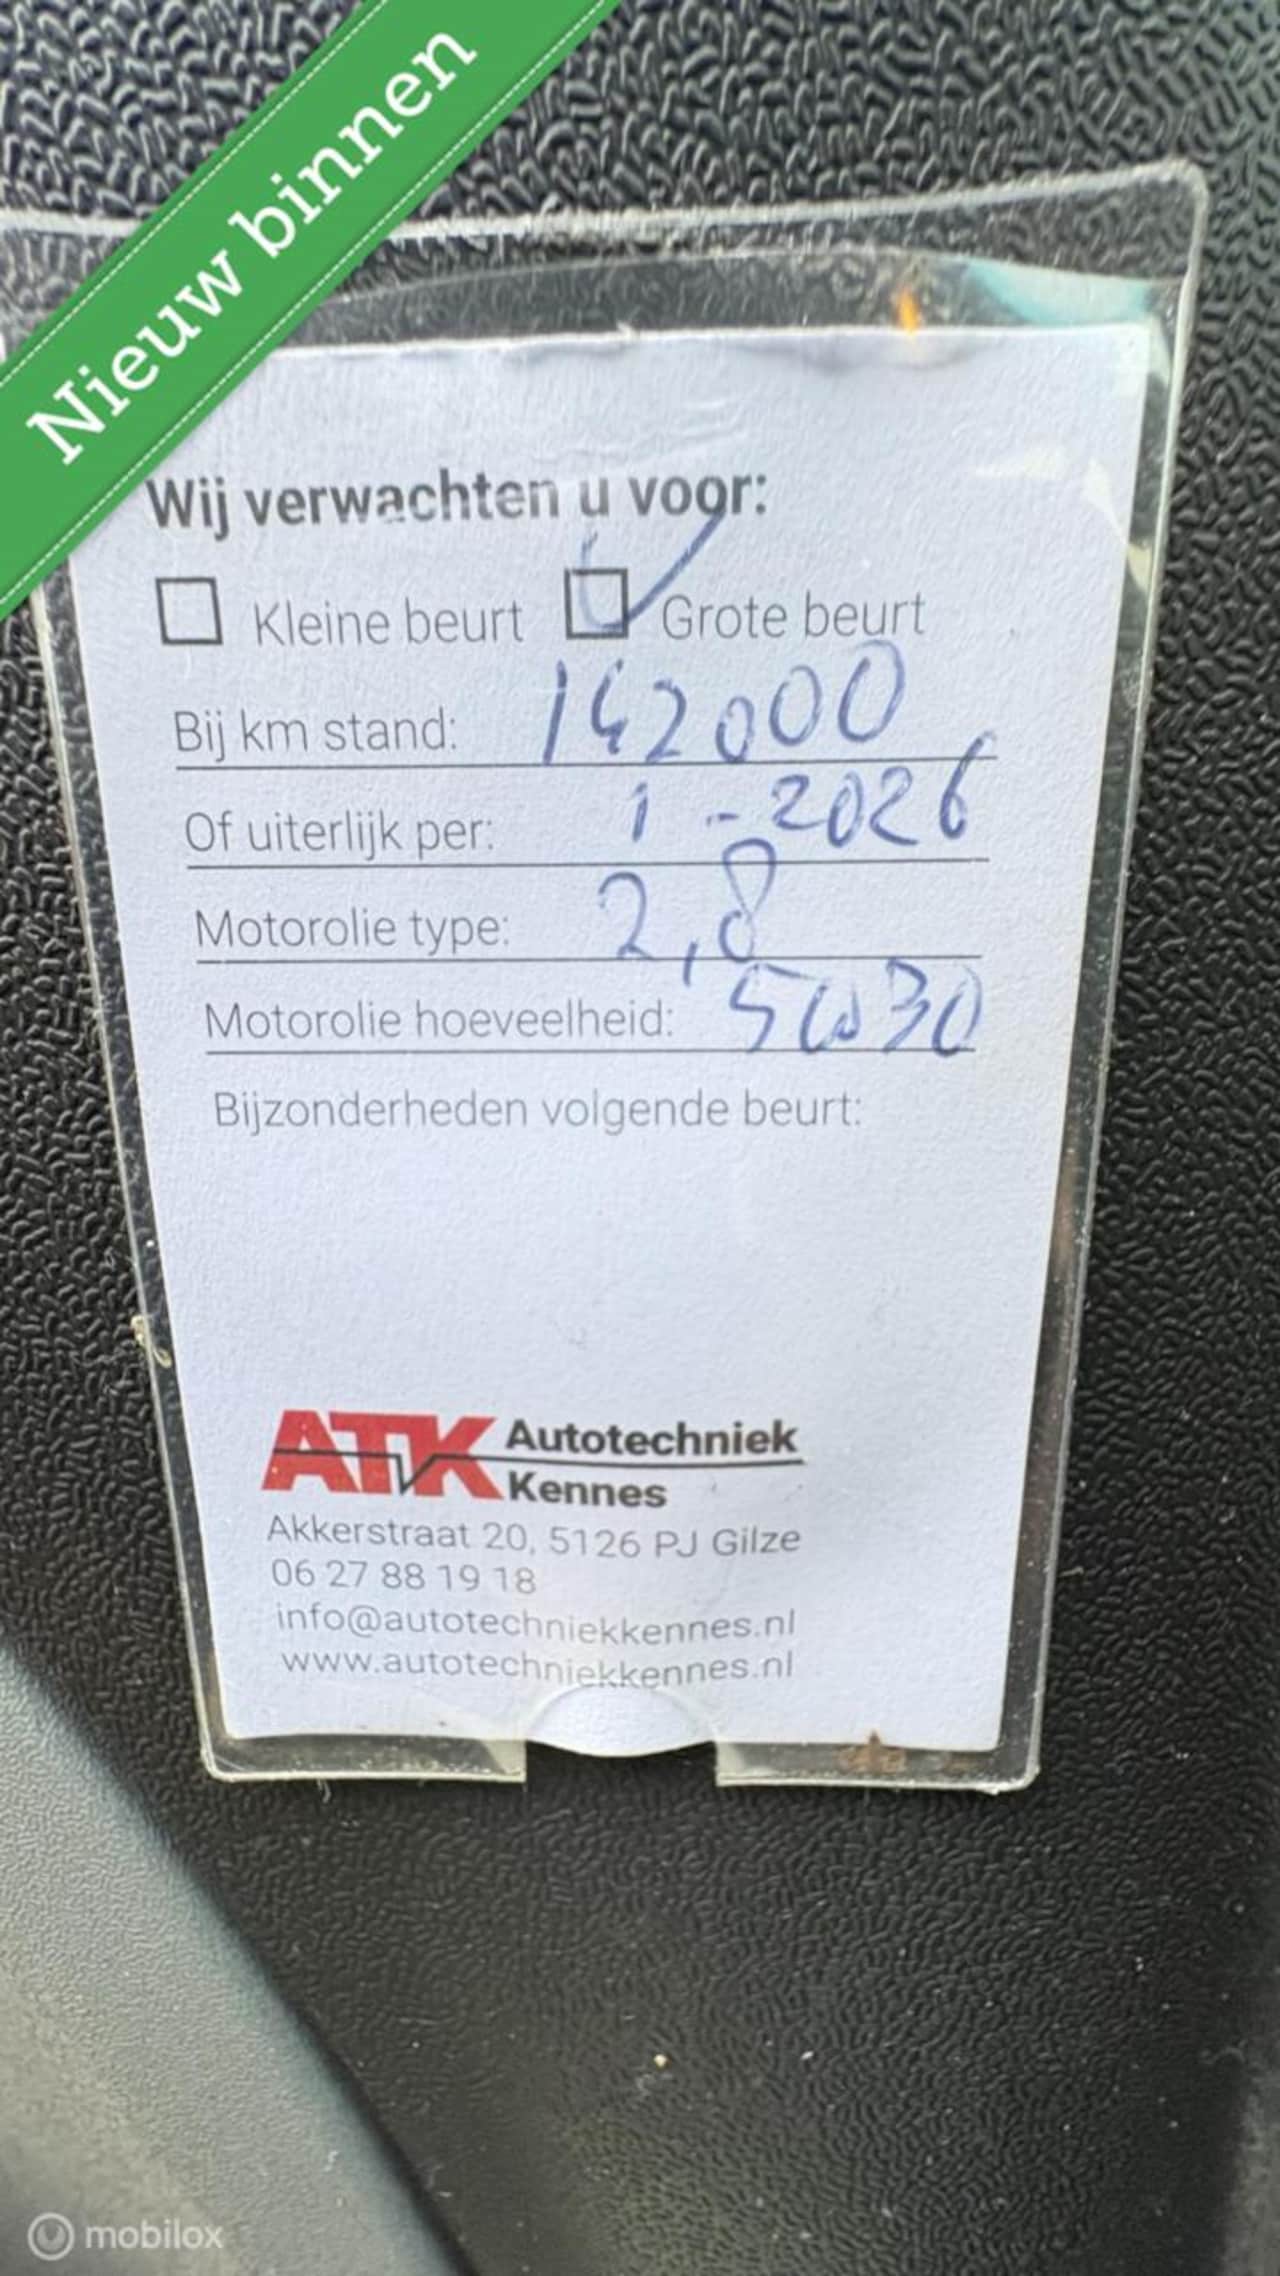 Nieuw binnen
Wij verwachten u voor:
Kleine beurt Grote beurt
Bij km stand: 142000
Of uiterlijk per: 1-2026
Motorolie type: 2,8
Motorolie hoeveelheid: 5W30
Bijzonderheden volgende beurt:
ATK Autotechniek
Kennes
Akkerstraat 20, 5126 PJ Gilze
06 27 88 19 18
info@autotechniekkennes.nl
www.autotechniekkennes.nl
mobilox